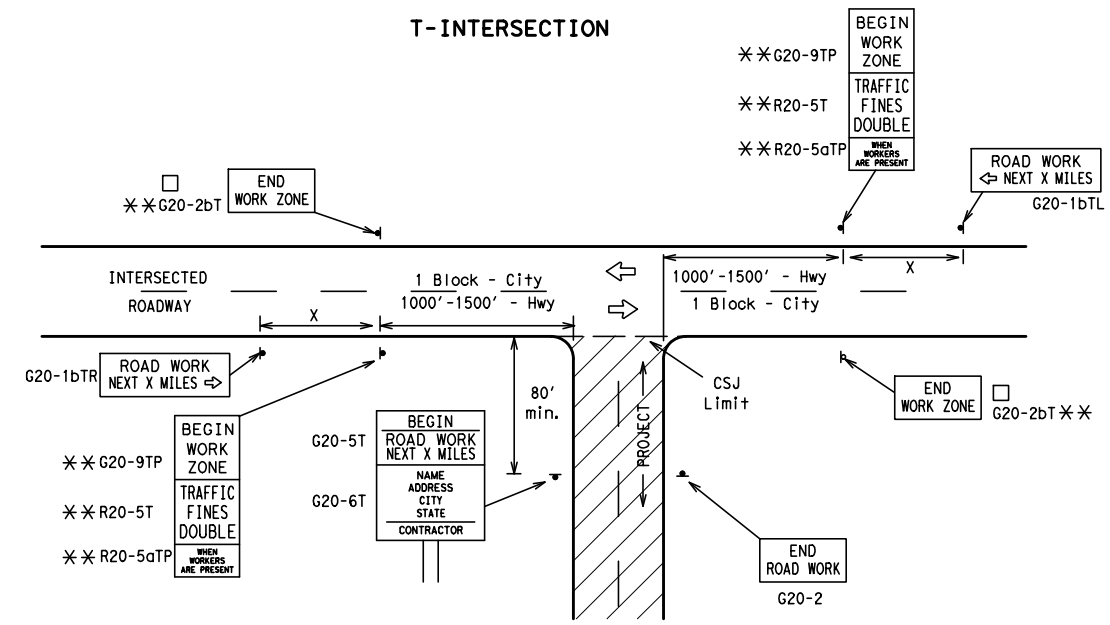 T-INTERSECTION
BEGIN
WORK
ZONE
**G20-9TP
TRAFFIC
FINES
DOUBLE
**R20-5T
WHEN
WORKERS
ARE PRESENT
**R20-5aTP
ROAD WORK
⇦ NEXT X MILES
G20-1bTL
END
WORK ZONE
□
**G20-2bT
INTERSECTED
ROADWAY
1 Block - City
1000'-1500' - Hwy
X
1000'-1500' - Hwy
1 Block - City
X
G20-1bTR
ROAD WORK
NEXT X MILES ⇨
80'
min.
CSJ
Limit
PROJECT
END
WORK ZONE
□
G20-2bT**
BEGIN
WORK
ZONE
**G20-9TP
TRAFFIC
FINES
DOUBLE
**R20-5T
WHEN
WORKERS
ARE PRESENT
**R20-5aTP
G20-5T
BEGIN
ROAD WORK
NEXT X MILES
G20-6T
NAME
ADDRESS
CITY
STATE
CONTRACTOR
END
ROAD WORK
G20-2